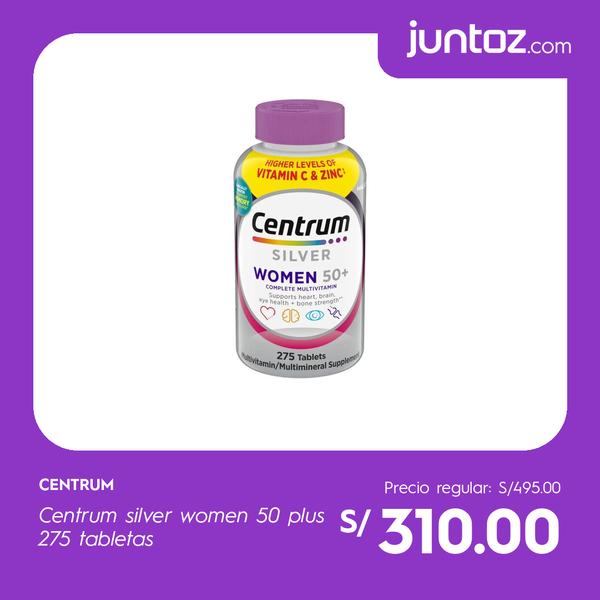 juntoz.com
HIGHER LEVELS OF
VITAMIN C & ZINC‡
MEMORY
Centrum
SILVER
WOMEN 50+
COMPLETE MULTIVITAMIN
Supports heart, brain,
eye health + bone strength
275 Tablets
Multivitamin/Multimineral Supplement
CENTRUM
Centrum silver women 50 plus
275 tabletas
Precio regular: S/495.00
S/ 310.00